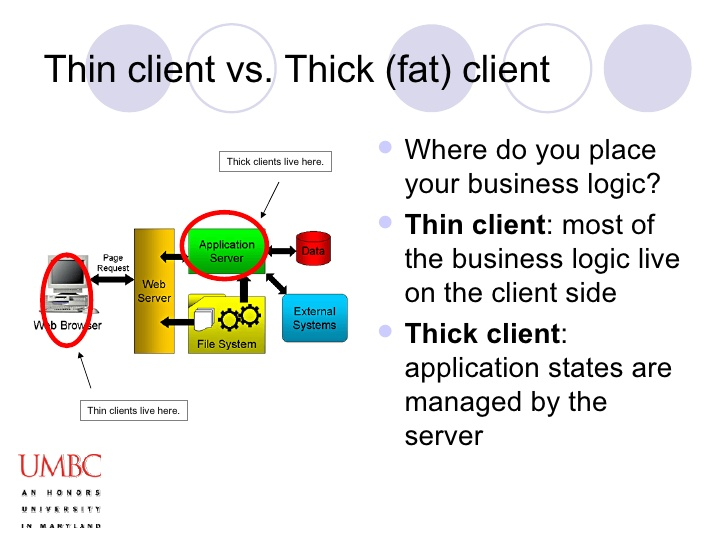 Thin client vs. Thick (fat) client
Thick clients live here.
Page
Request
Application
Server
Data
Web
Server
Web Browser
External
Systems
File System
Thin clients live here.
Where do you place
your business logic?
Thin client: most of
the business logic live
on the client side
Thick client:
application states are
managed by the
server
UMBC
AN HONORS
UNIVERSITY
IN MARYLAND